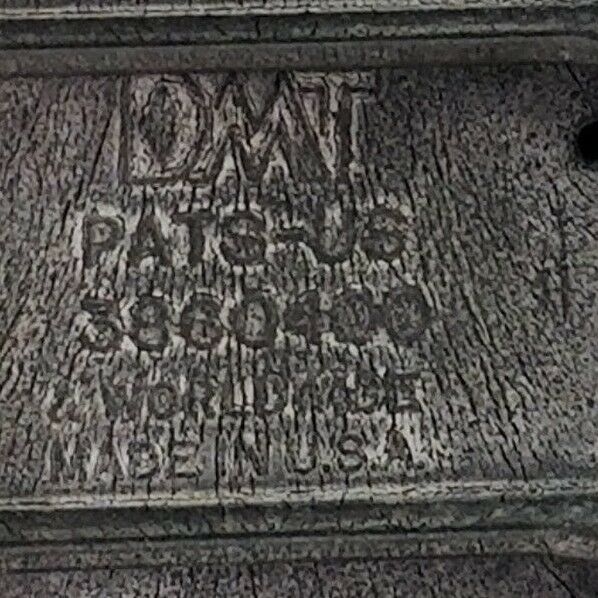 DMT
PATS-US
3860400
& WORLDWIDE
MADE IN U.S.A.